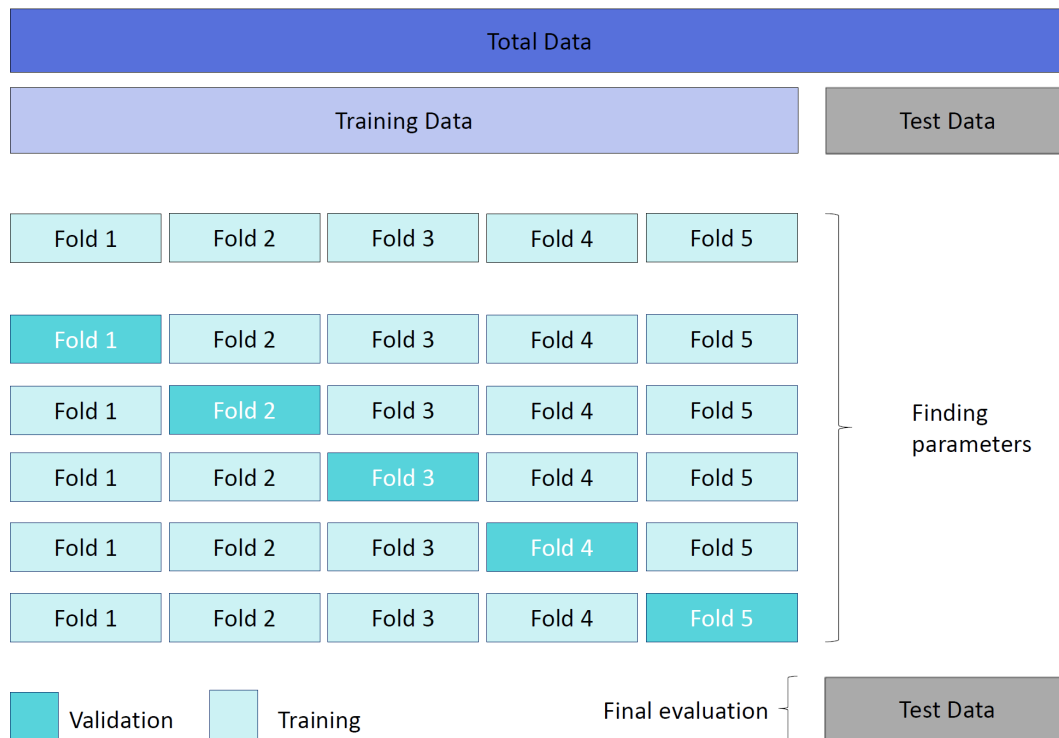 Total Data
Training Data
Test Data
Fold 1 Fold 2 Fold 3 Fold 4 Fold 5
Fold 1 Fold 2 Fold 3 Fold 4 Fold 5
Fold 1 Fold 2 Fold 3 Fold 4 Fold 5
Fold 1 Fold 2 Fold 3 Fold 4 Fold 5
Fold 1 Fold 2 Fold 3 Fold 4 Fold 5
Fold 1 Fold 2 Fold 3 Fold 4 Fold 5
Finding
parameters
Validation
Training
Final evaluation
Test Data